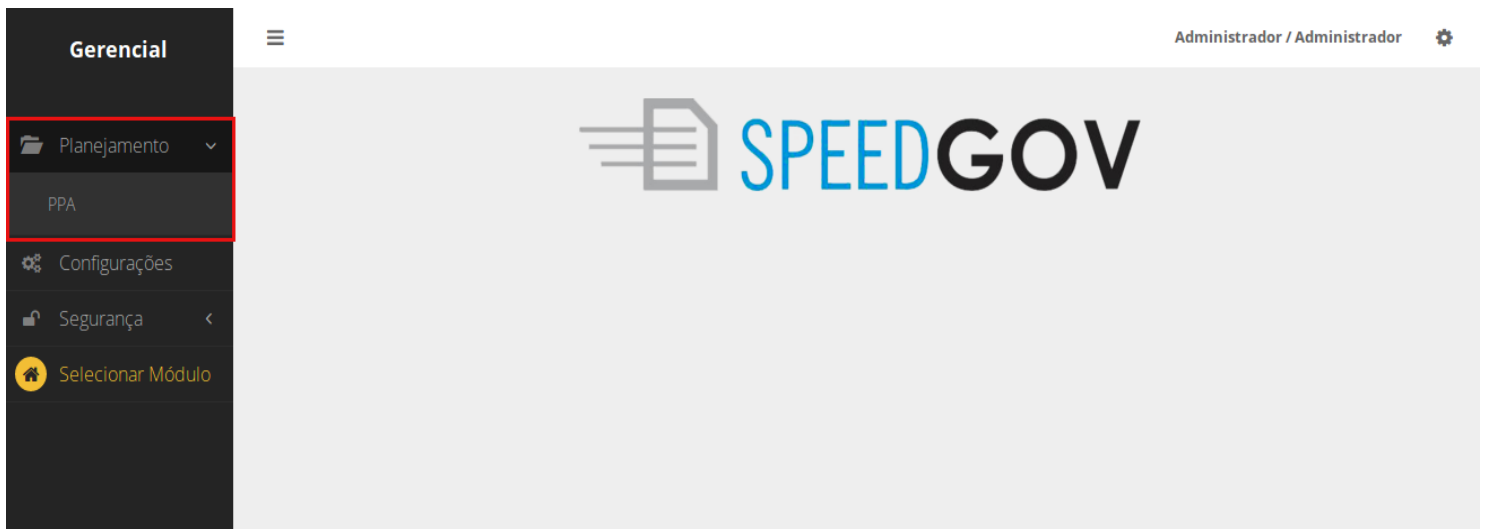 Gerencial
Administrador / Administrador
SPEEDGOV
Planejamento
PPA
Configurações
Segurança
Selecionar Módulo